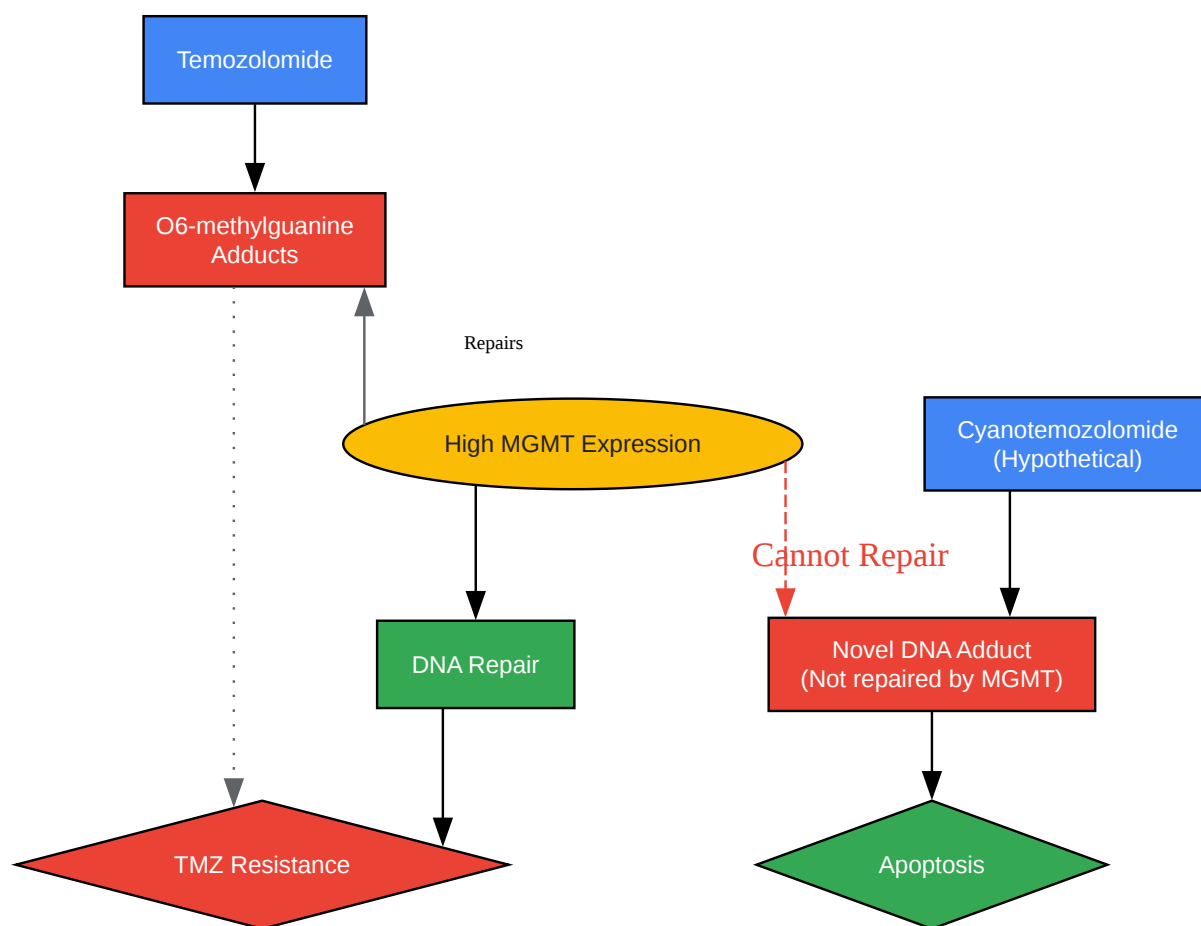 Temozolomide
O6-methylguanine
Adducts
Repairs
High MGMT Expression
Cyanotemozolomide
(Hypothetical)
Cannot Repair
DNA Repair
Novel DNA Adduct
(Not repaired by MGMT)
TMZ Resistance
Apoptosis